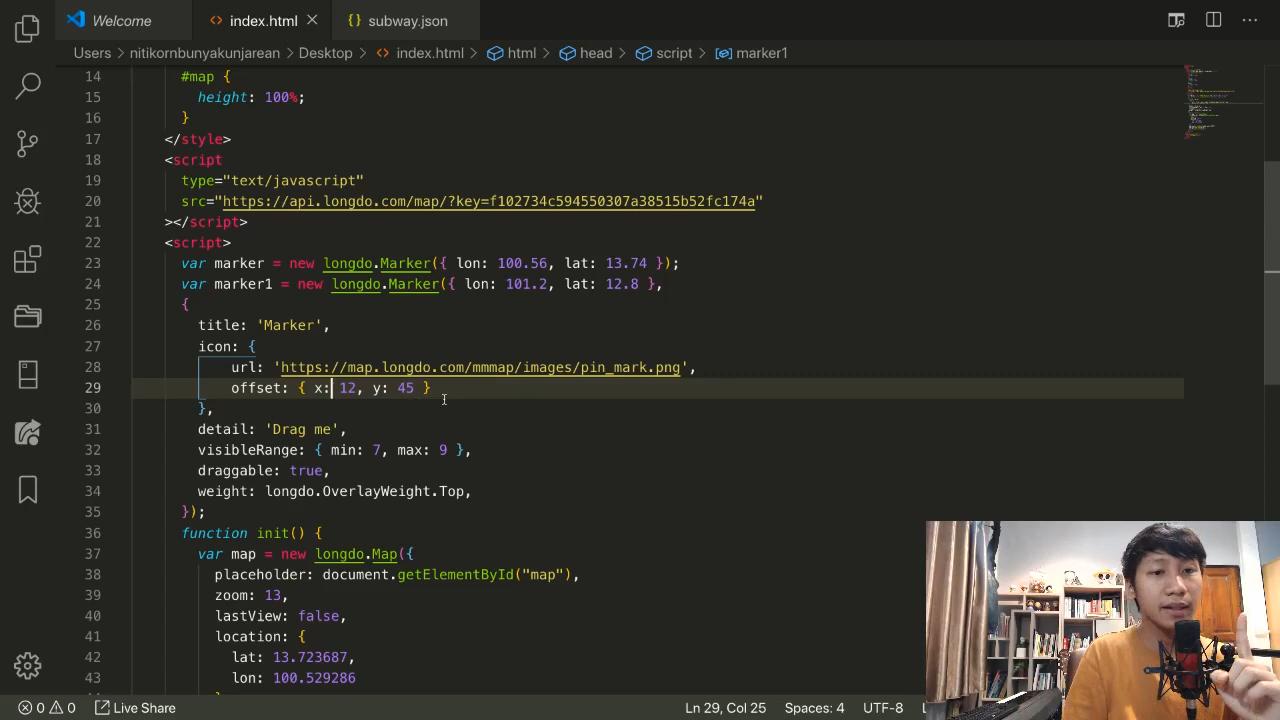 Welcome
index.html
subway.json
Users > nitikornbunyakunjarean > Desktop > index.html > html > head > script > marker1
14 #map {
15 height: 100%;
16 }
17 </style>
18 <script
19 type="text/javascript"
20 src="https://api.longdo.com/map/?key=f102734c594550307a38515b52fc174a"
21 ></script>
22 <script>
23 var marker = new longdo.Marker({ lon: 100.56, lat: 13.74 });
24 var marker1 = new longdo.Marker({ lon: 101.2, lat: 12.8 },
25 {
26 title: 'Marker',
27 icon: {
28 url: 'https://map.longdo.com/mmmap/images/pin_mark.png',
29 offset: { x: 12, y: 45 }
30 },
31 detail: 'Drag me',
32 visibleRange: { min: 7, max: 9 },
33 draggable: true,
34 weight: longdo.OverlayWeight.Top,
35 });
36 function init() {
37 var map = new longdo.Map({
38 placeholder: document.getElementById("map"),
39 zoom: 13,
40 lastView: false,
41 location: {
42 lat: 13.723687,
43 lon: 100.529286
0 0 Live Share Ln 29, Col 25 Spaces: 4 UTF-8